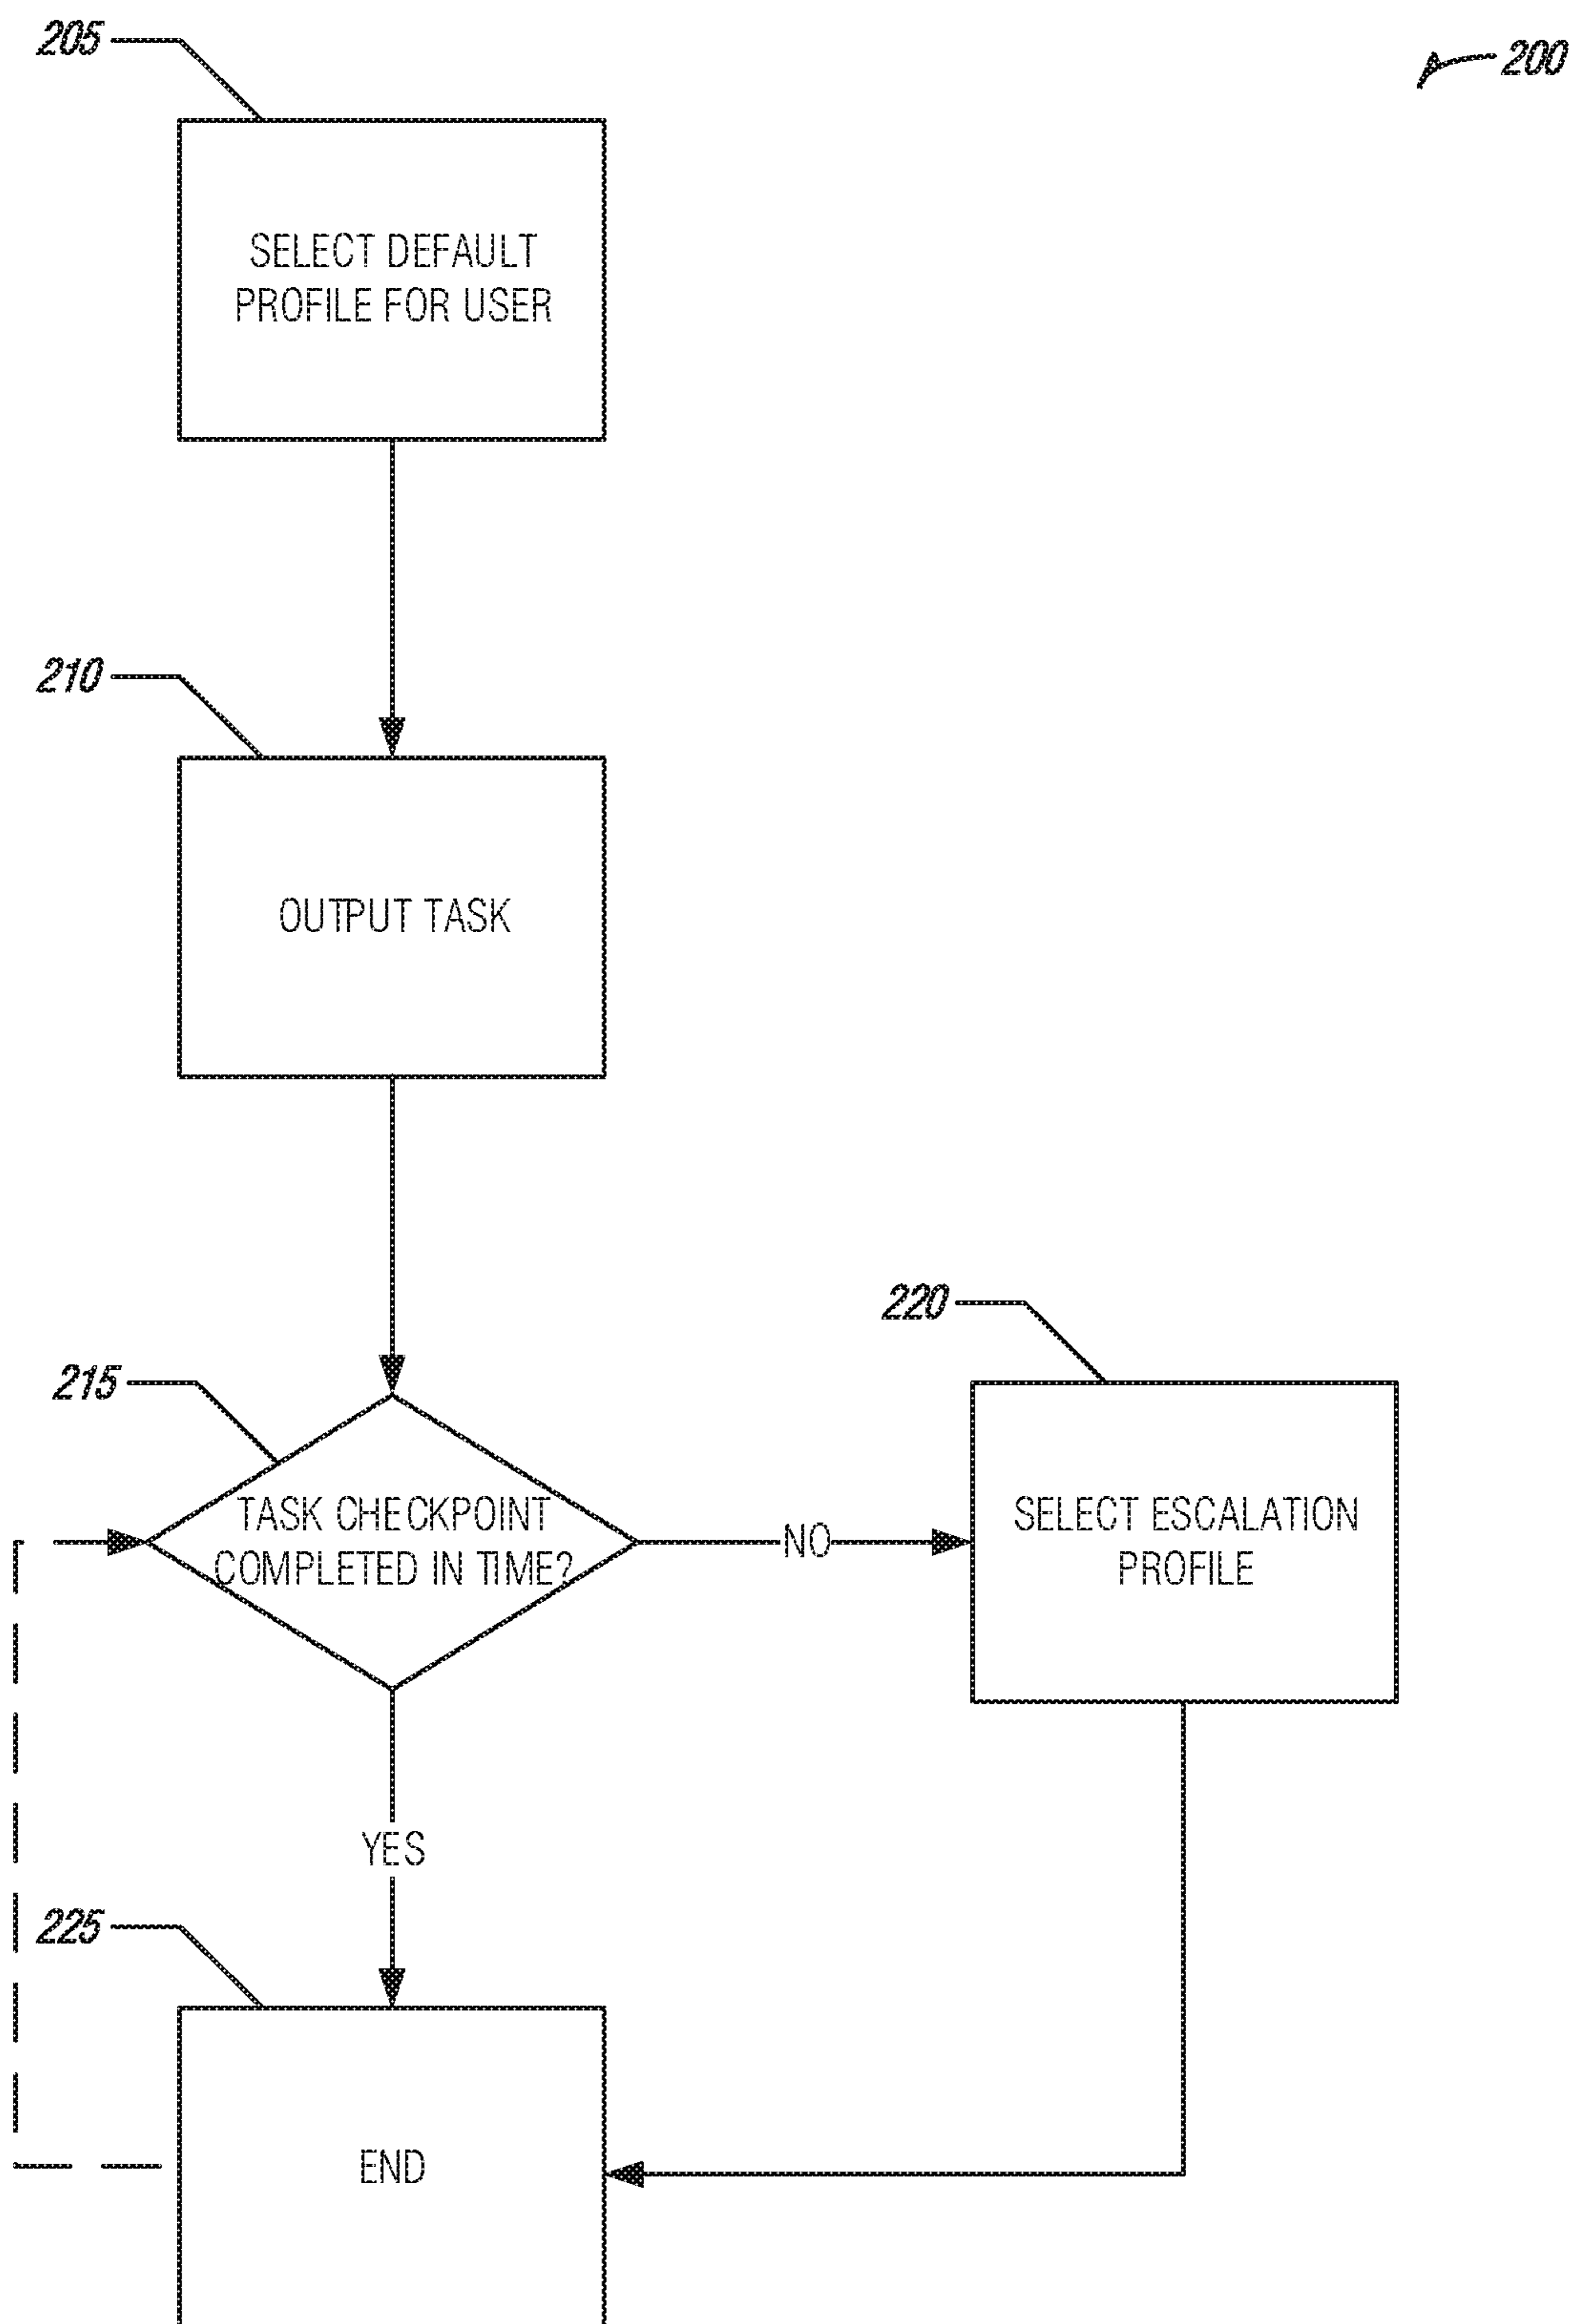 205
200
SELECT DEFAULT
PROFILE FOR USER
210
OUTPUT TASK
220
215
TASK CHECKPOINT
COMPLETED IN TIME?
NO
SELECT ESCALATION
PROFILE
YES
225
END